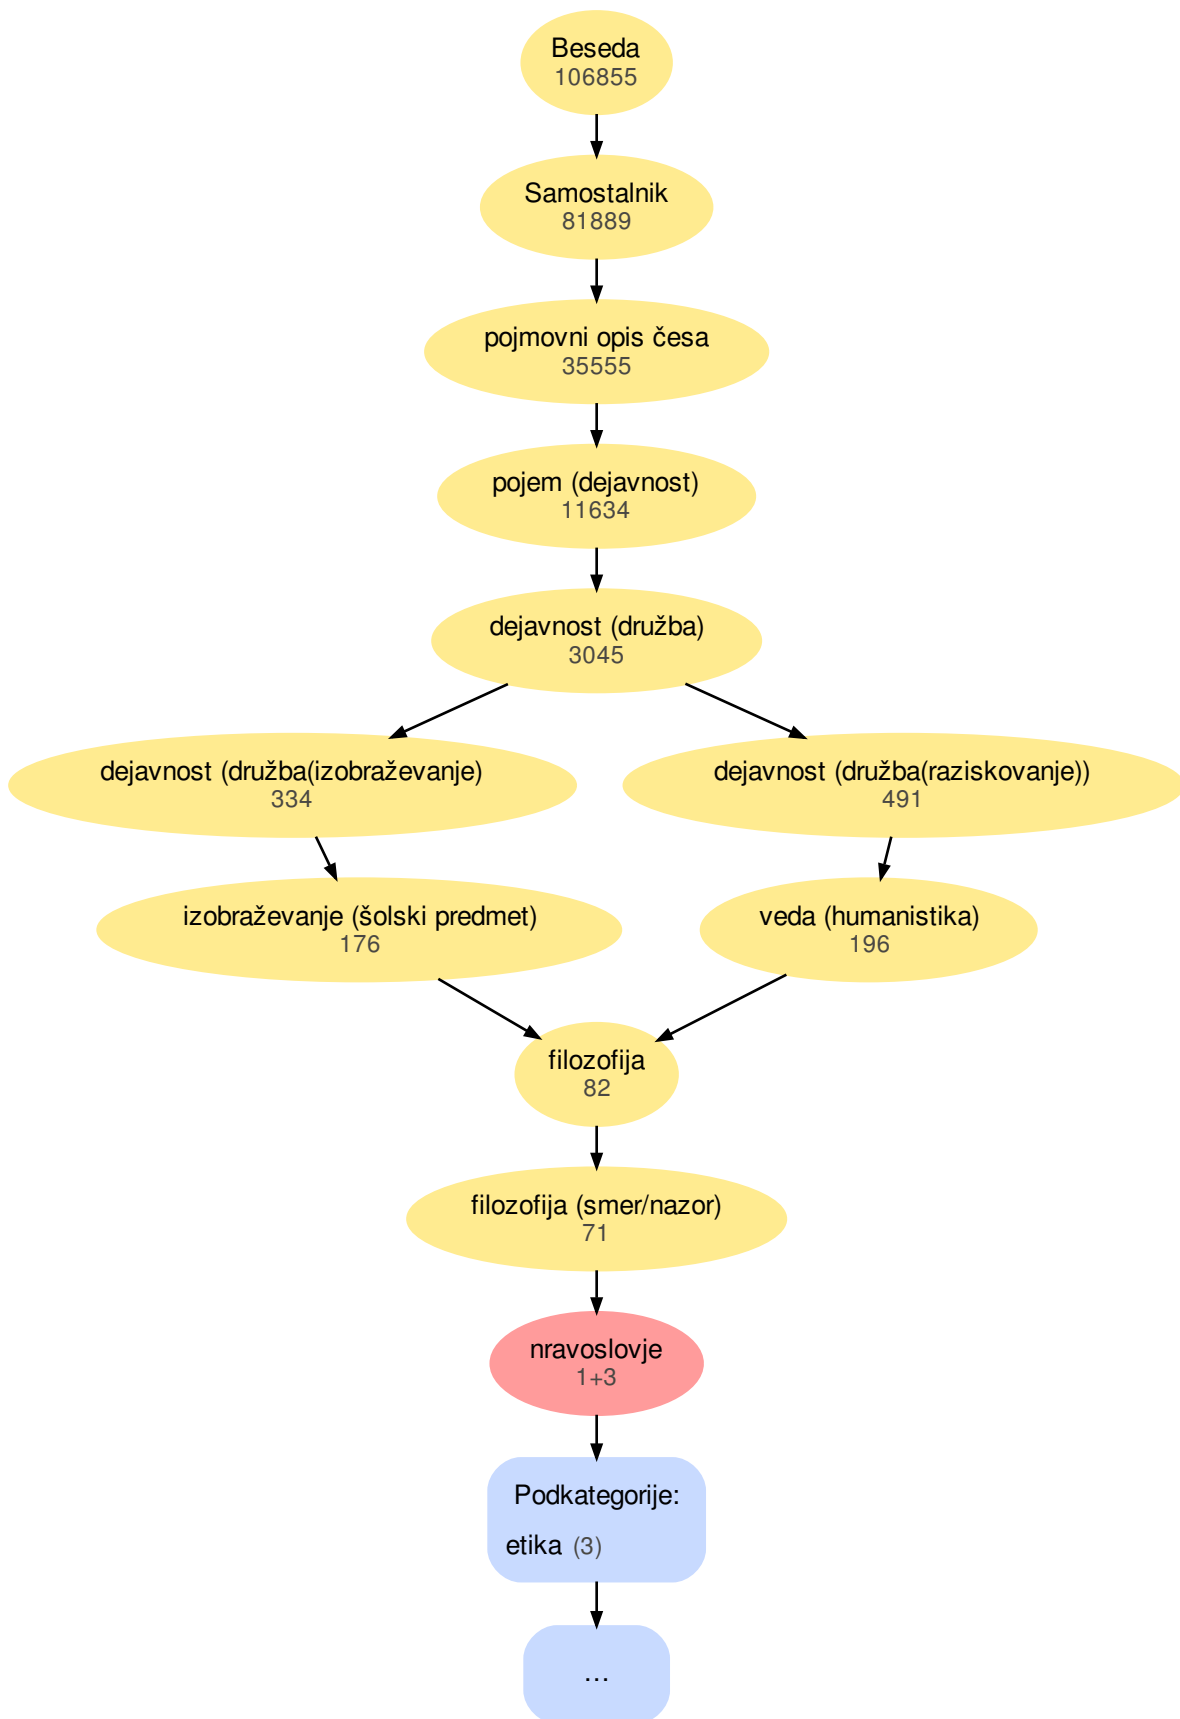 Beseda
106855
Samostalnik
81889
pojmovni opis česa
35555
pojem (dejavnost)
11634
dejavnost (družba)
3045
dejavnost (družba(izobraževanje)
334
dejavnost (družba(raziskovanje))
491
izobraževanje (šolski predmet)
176
veda (humanistika)
196
filozofija
82
filozofija (smer/nazor)
71
nravoslovje
1+3
Podkategorije:
etika (3)
...